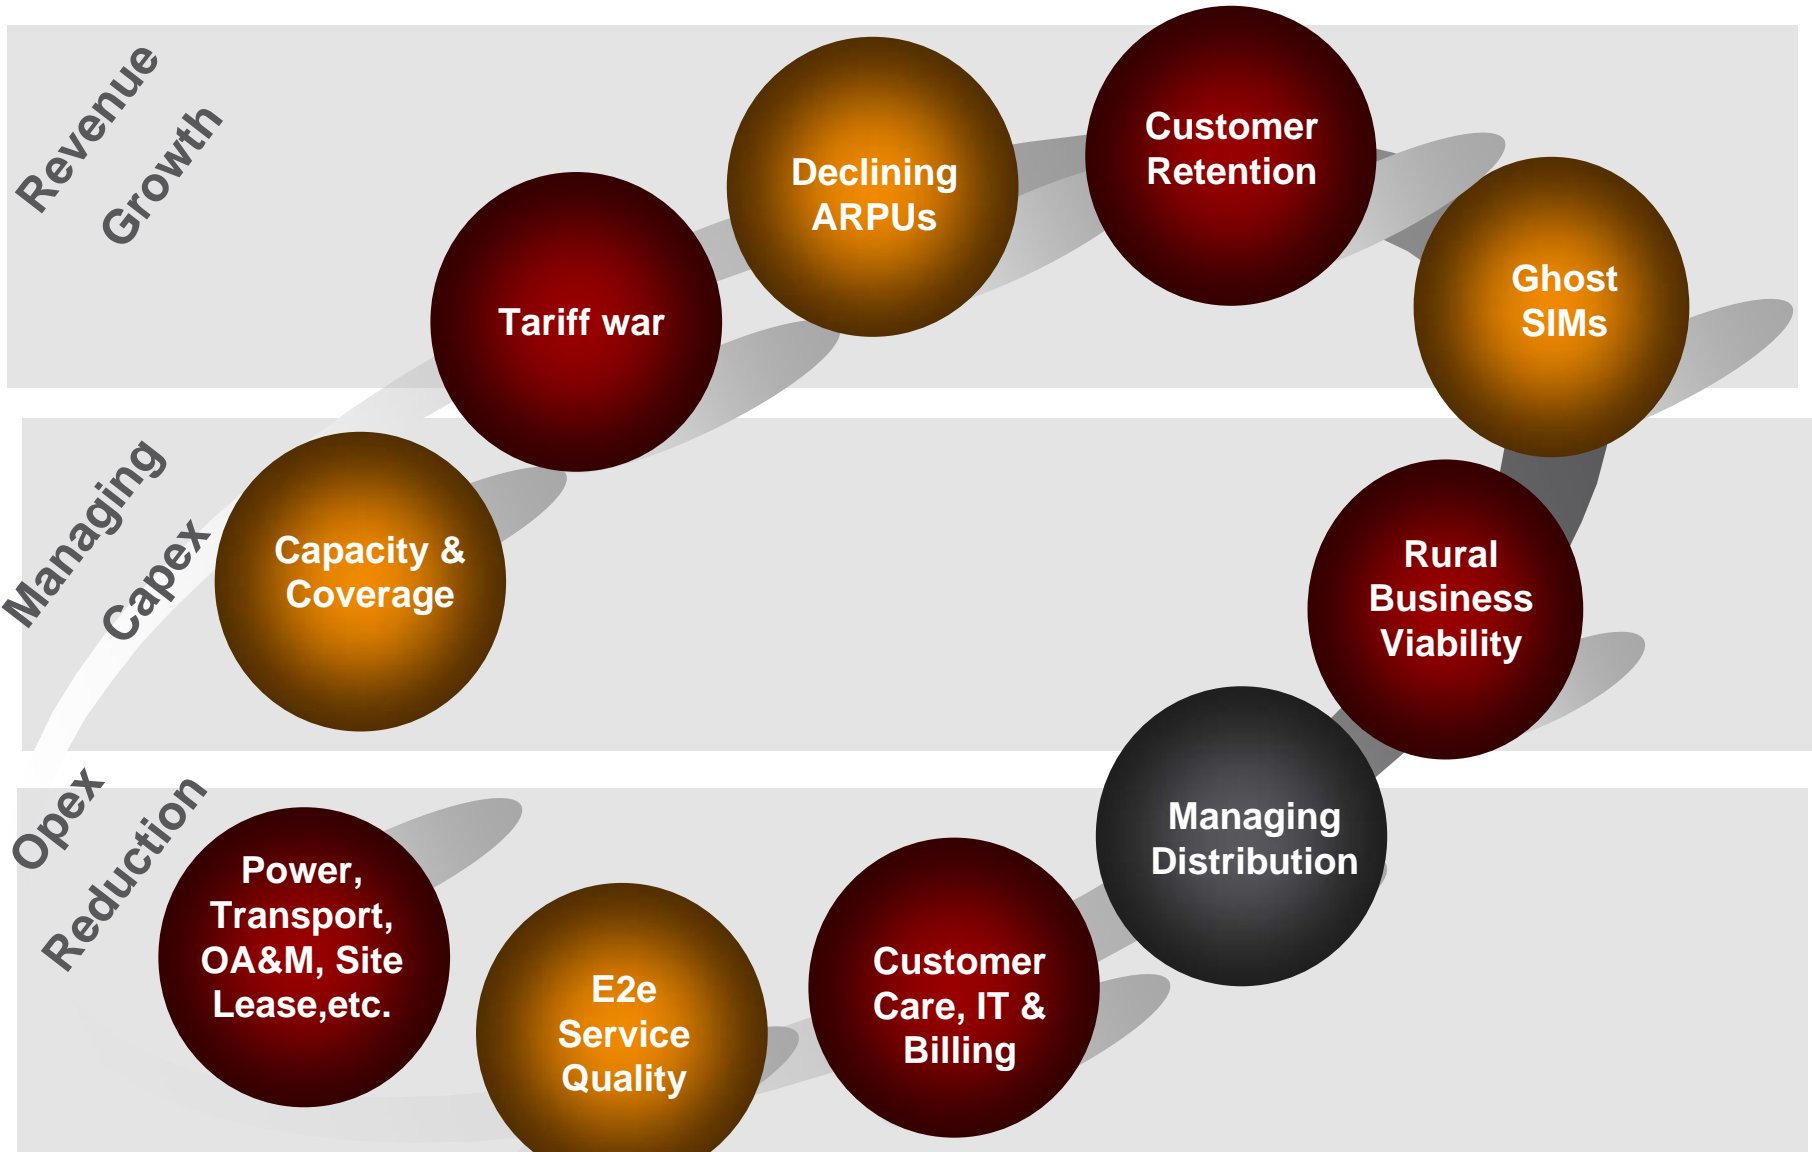 Revenue
Growth
Customer
Retention
Declining
ARPUs
Ghost
SIMs
Tariff war
Managing
Capex
Capacity &
Coverage
Rural
Business
Viability
Opex
Reduction
Managing
Distribution
Power,
Transport,
OA&M, Site
Lease,etc.
E2e
Service
Quality
Customer
Care, IT &
Billing